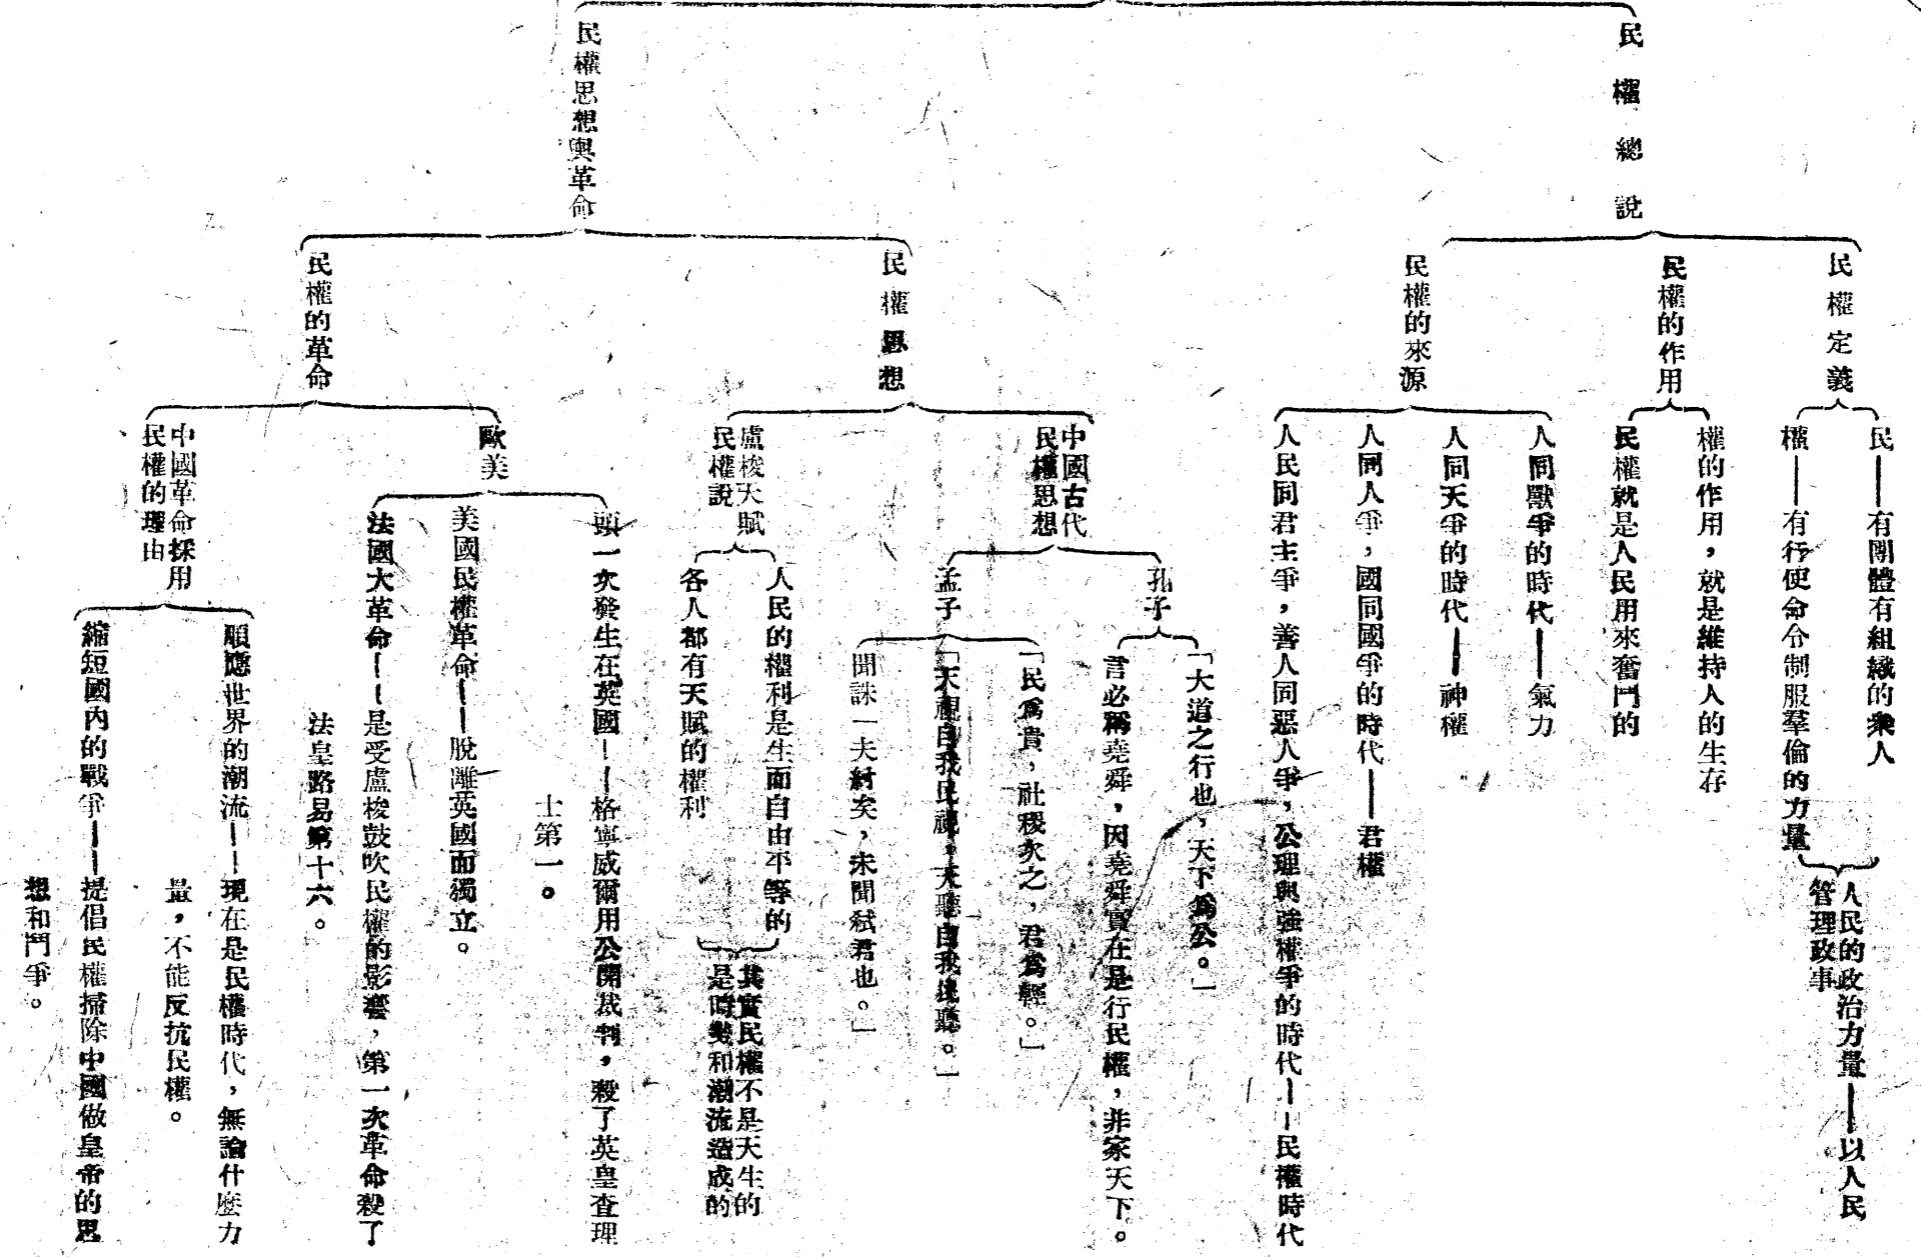 民權總說
民權定義
民——有團體有組織的衆人
權——有行使命令制服羣倫的力量
人民的政治力量——以人民
管理政事
民權的作用
權的作用，就是維持人的生存
民權就是人民用來奮鬥的
民權的來源
人同獸爭的時代——氣力
人同天爭的時代——神權
人同人爭，國同國爭的時代——君權
人民同君主爭，善人同惡人爭，公理與強權爭的時代——民權時代
民權思想與革命
民權思想
中國古代
民權思想
孔子
「大道之行也，天下爲公。」
言必稱堯舜，因堯舜實在是行民權，非家天下。
孟子
「民爲貴，社稷次之，君爲輕。」
「天視自我民視，天聽自我民聽。」
聞誅一夫紂矣，未聞弑君也。」
盧梭天賦
民權說
人民的權利是生而自由平等的
各人都有天賦的權利
其實民權不是天生的
是時勢和潮流造成的
民權的革命
歐美
頭一次發生在英國——格寧威爾用公開裁判，殺了英皇查理
士第一。
美國民權革命——脫離英國而獨立。
法國大革命——是受盧梭鼓吹民權的影響，第一次革命殺了
法皇路易第十六。
中國革命採用
民權的理由
順應世界的潮流——現在是民權時代，無論什麼力
量，不能反抗民權。
縮短國內的戰爭——提倡民權掃除中國做皇帝的思
想和鬥爭。